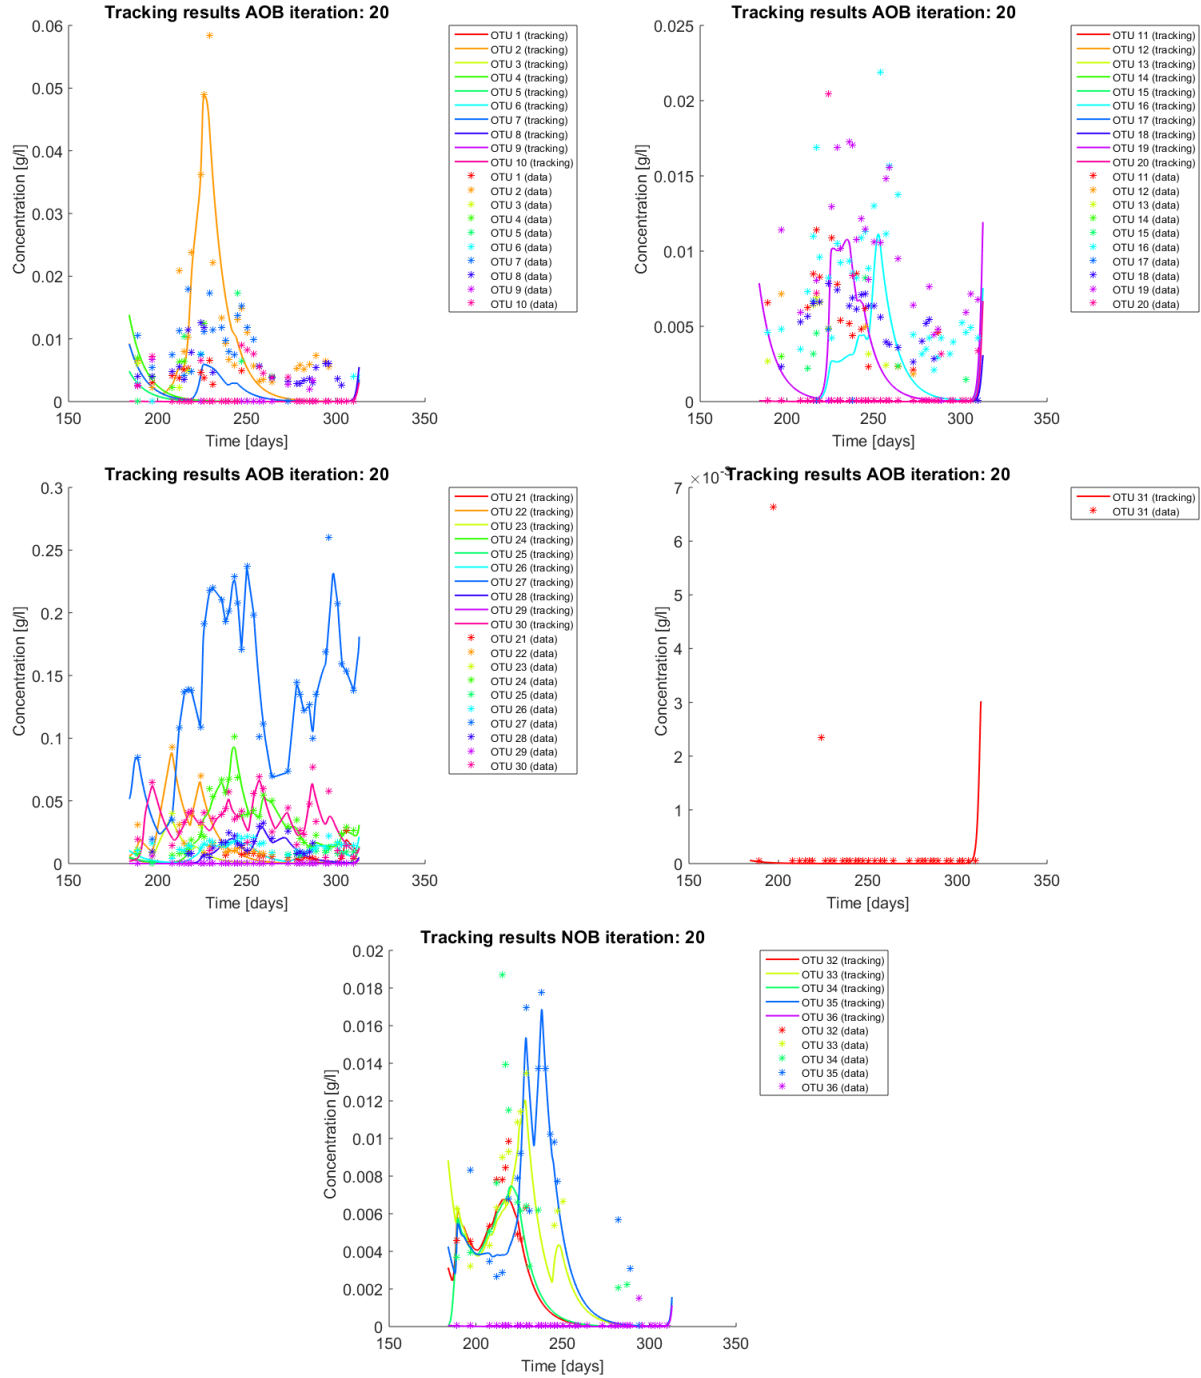 Tracking results AOB iteration: 20
0.06
0.05
0.04
0.03
0.02
0.01
0
150
200
250
300
350
Concentration [g/l]
Time [days]
OTU 1 (tracking)
OTU 2 (tracking)
OTU 3 (tracking)
OTU 4 (tracking)
OTU 5 (tracking)
OTU 6 (tracking)
OTU 7 (tracking)
OTU 8 (tracking)
OTU 9 (tracking)
OTU 10 (tracking)
OTU 1 (data)
OTU 2 (data)
OTU 3 (data)
OTU 4 (data)
OTU 5 (data)
OTU 6 (data)
OTU 7 (data)
OTU 8 (data)
OTU 9 (data)
OTU 10 (data)
Tracking results AOB iteration: 20
0.025
0.02
0.015
0.01
0.005
0
150
200
250
300
350
Concentration [g/l]
Time [days]
OTU 11 (tracking)
OTU 12 (tracking)
OTU 13 (tracking)
OTU 14 (tracking)
OTU 15 (tracking)
OTU 16 (tracking)
OTU 17 (tracking)
OTU 18 (tracking)
OTU 19 (tracking)
OTU 20 (tracking)
OTU 11 (data)
OTU 12 (data)
OTU 13 (data)
OTU 14 (data)
OTU 15 (data)
OTU 16 (data)
OTU 17 (data)
OTU 18 (data)
OTU 19 (data)
OTU 20 (data)
Tracking results AOB iteration: 20
0.3
0.25
0.2
0.15
0.1
0.05
0
150
200
250
300
350
Concentration [g/l]
Time [days]
OTU 21 (tracking)
OTU 22 (tracking)
OTU 23 (tracking)
OTU 24 (tracking)
OTU 25 (tracking)
OTU 26 (tracking)
OTU 27 (tracking)
OTU 28 (tracking)
OTU 29 (tracking)
OTU 30 (tracking)
OTU 21 (data)
OTU 22 (data)
OTU 23 (data)
OTU 24 (data)
OTU 25 (data)
OTU 26 (data)
OTU 27 (data)
OTU 28 (data)
OTU 29 (data)
OTU 30 (data)
Tracking results AOB iteration: 20
7
6
5
4
3
2
1
0
150
200
250
300
350
Concentration [g/l]
Time [days]
OTU 31 (tracking)
OTU 31 (data)
Tracking results NOB iteration: 20
0.02
0.018
0.016
0.014
0.012
0.01
0.008
0.006
0.004
0.002
0
150
200
250
300
350
Concentration [g/l]
Time [days]
OTU 32 (tracking)
OTU 33 (tracking)
OTU 34 (tracking)
OTU 35 (tracking)
OTU 36 (tracking)
OTU 32 (data)
OTU 33 (data)
OTU 34 (data)
OTU 35 (data)
OTU 36 (data)